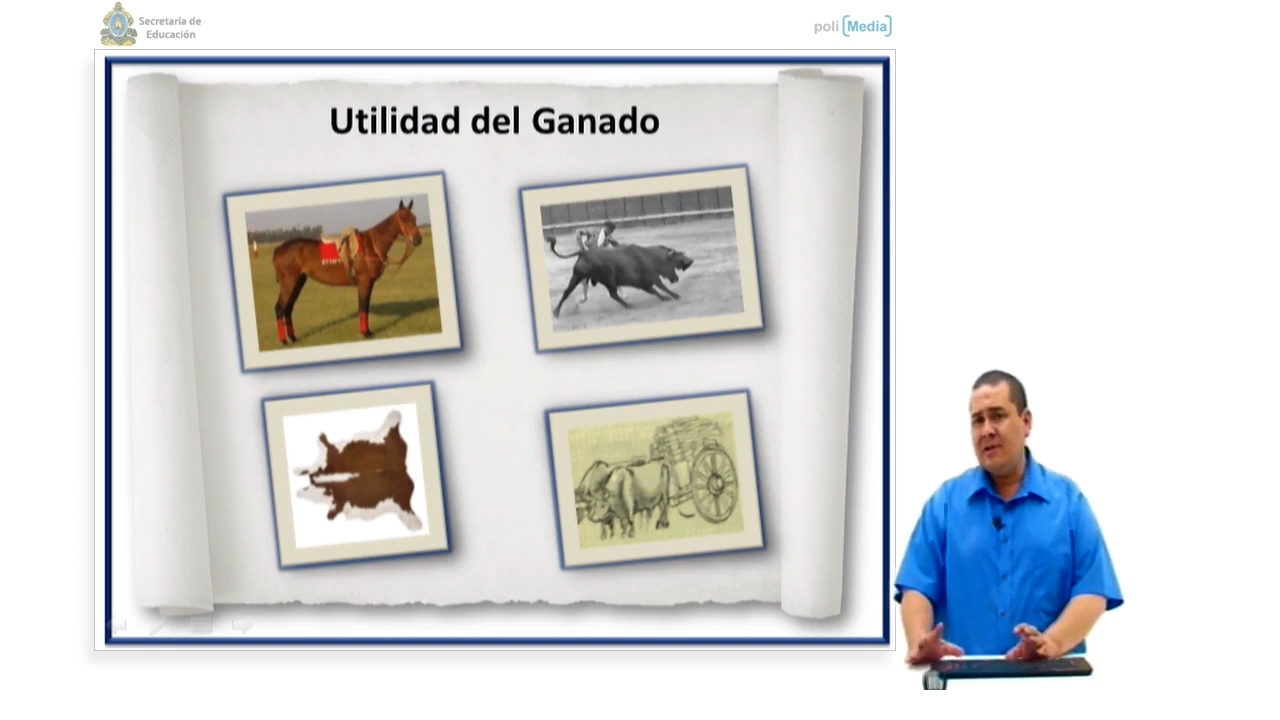 Secretaría de
Educación
poli [Media]
Utilidad del Ganado